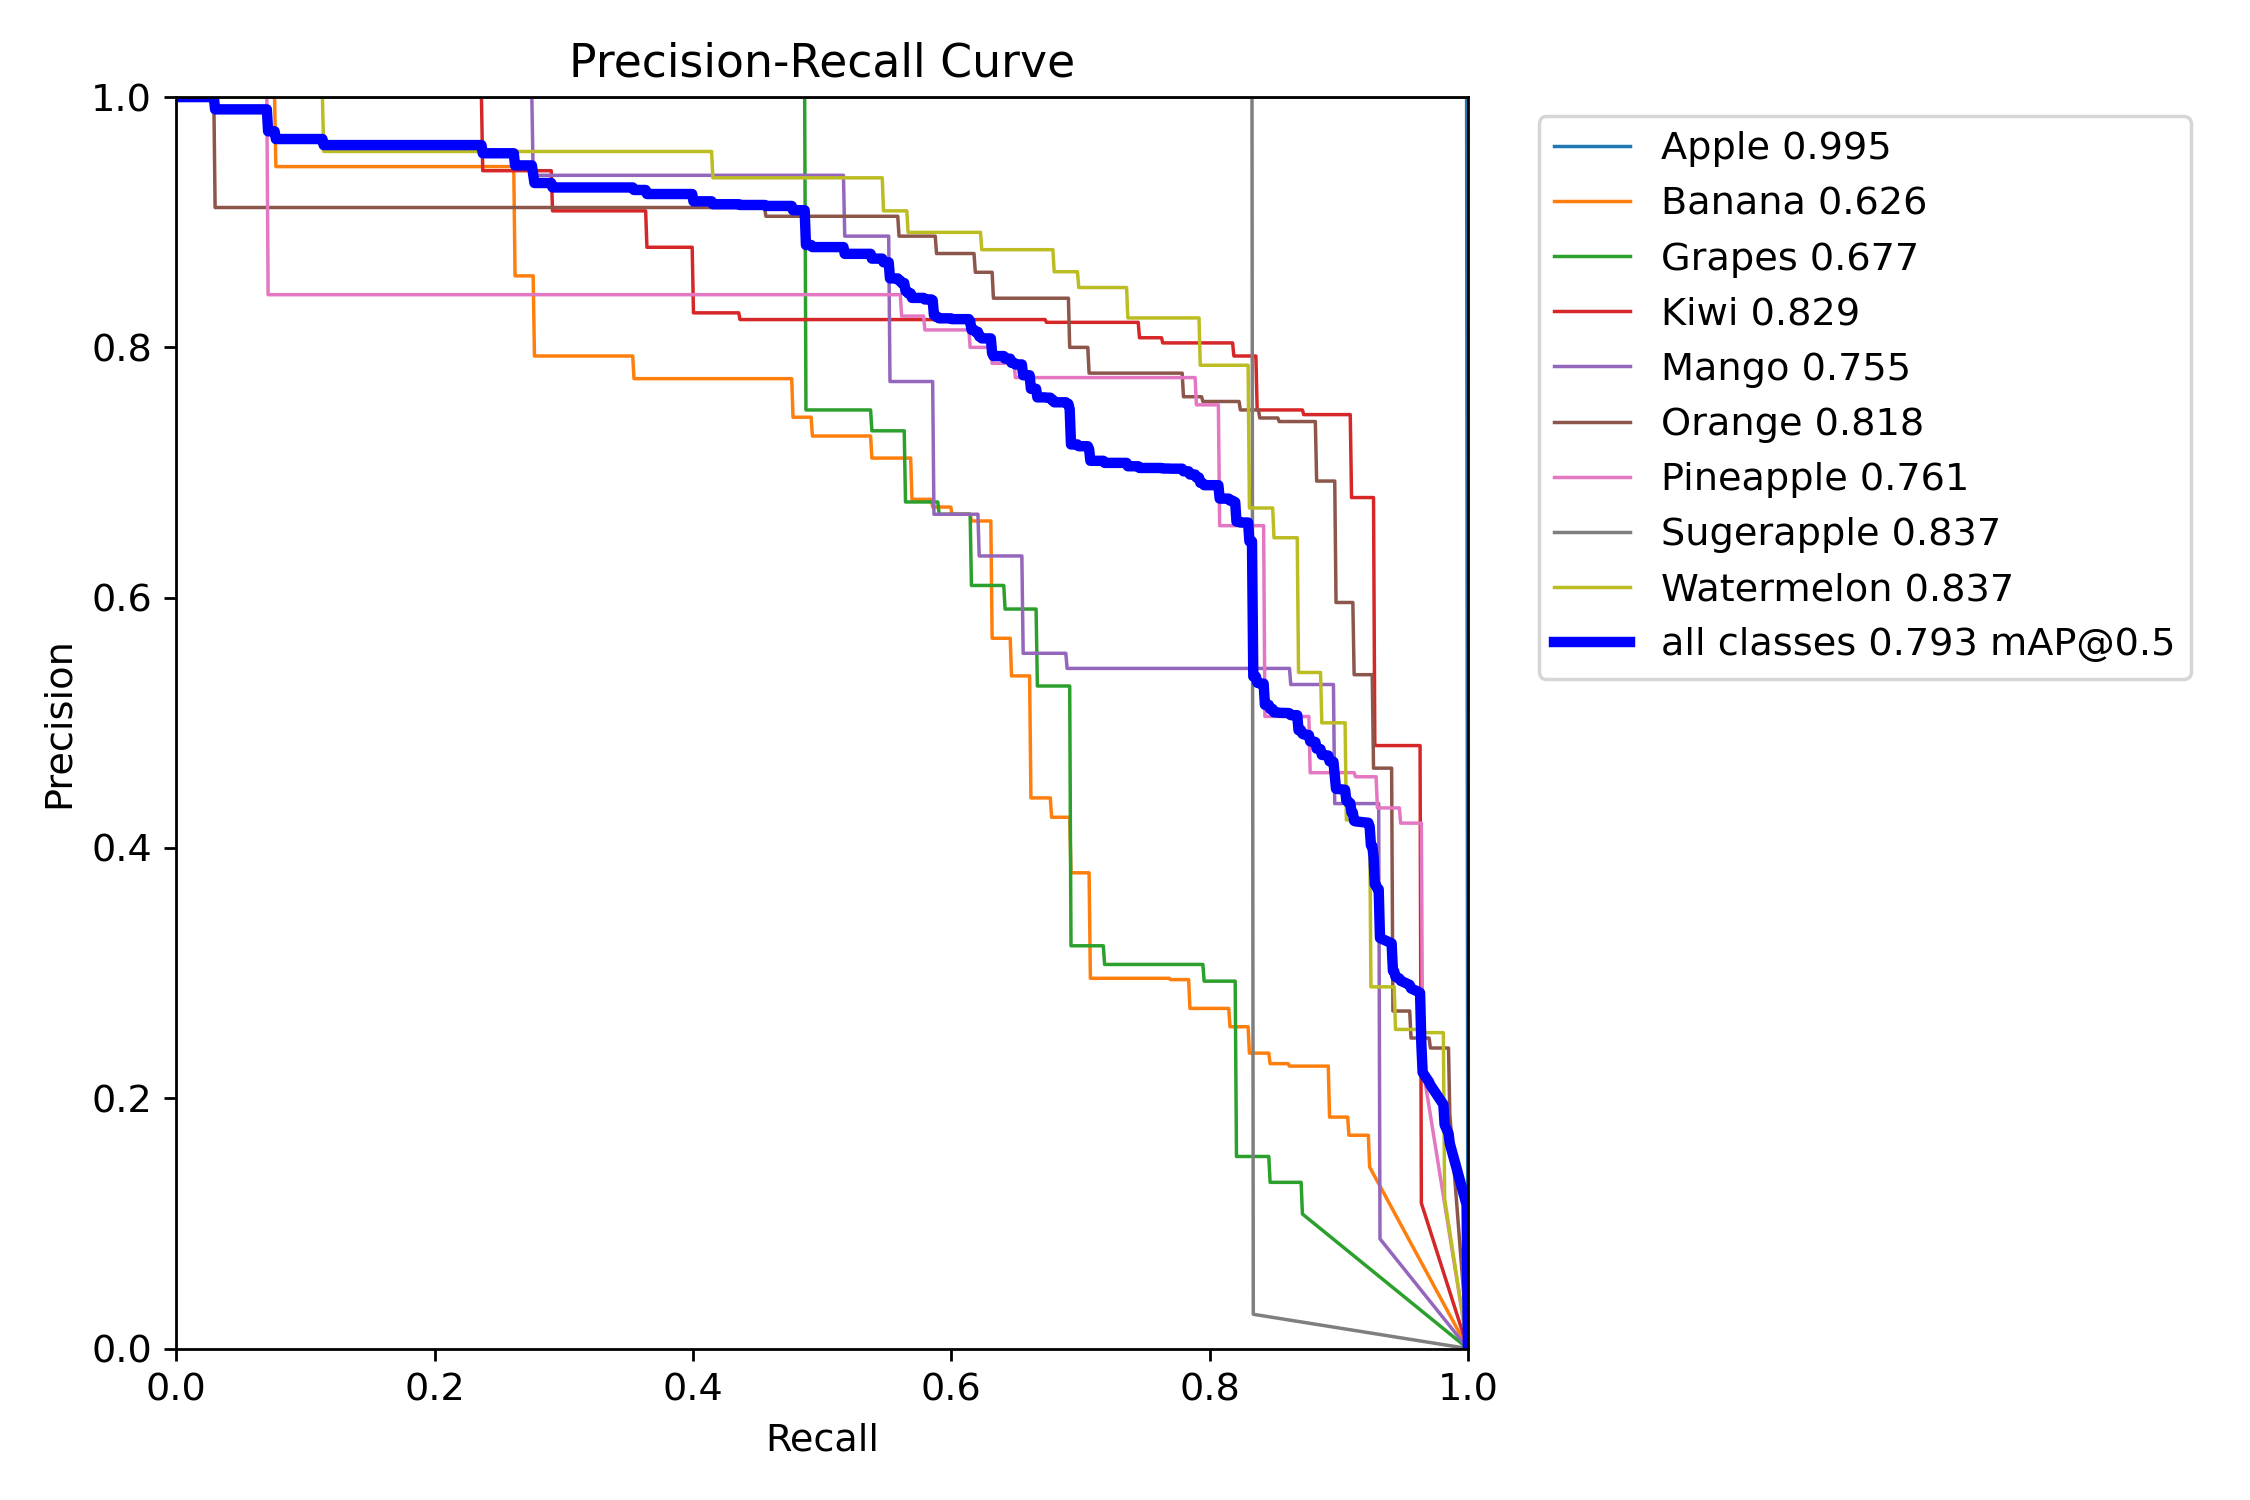 Precision-Recall Curve
1.0
0.8
0.6
0.4
0.2
0.0
Precision
0.0 0.2 0.4 0.6 0.8 1.0
Recall
Apple 0.995
Banana 0.626
Grapes 0.677
Kiwi 0.829
Mango 0.755
Orange 0.818
Pineapple 0.761
Sugerapple 0.837
Watermelon 0.837
all classes 0.793 mAP@0.5